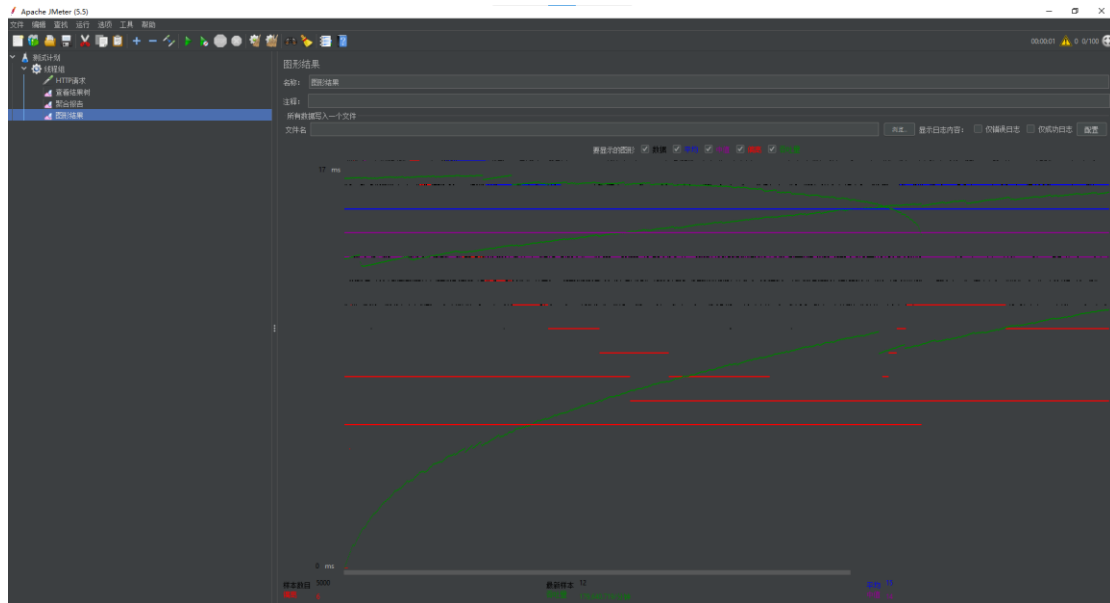 Apache JMeter (5.5)
文件 编辑 查找 运行 选项 工具 帮助
00:00:01 0 0/100
测试计划
线程组
HTTP请求
查看结果树
聚合报告
图形结果
图形结果
名称： 图形结果
注释：
所有数据写入一个文件
文件名 显示日志内容： 仅错误日志 仅成功日志 配置
要显示的图形 数据 平均 偏离
17 ms
0 ms
样本数目 5000 最新样本 12 平均 15
偏离 吞吐量